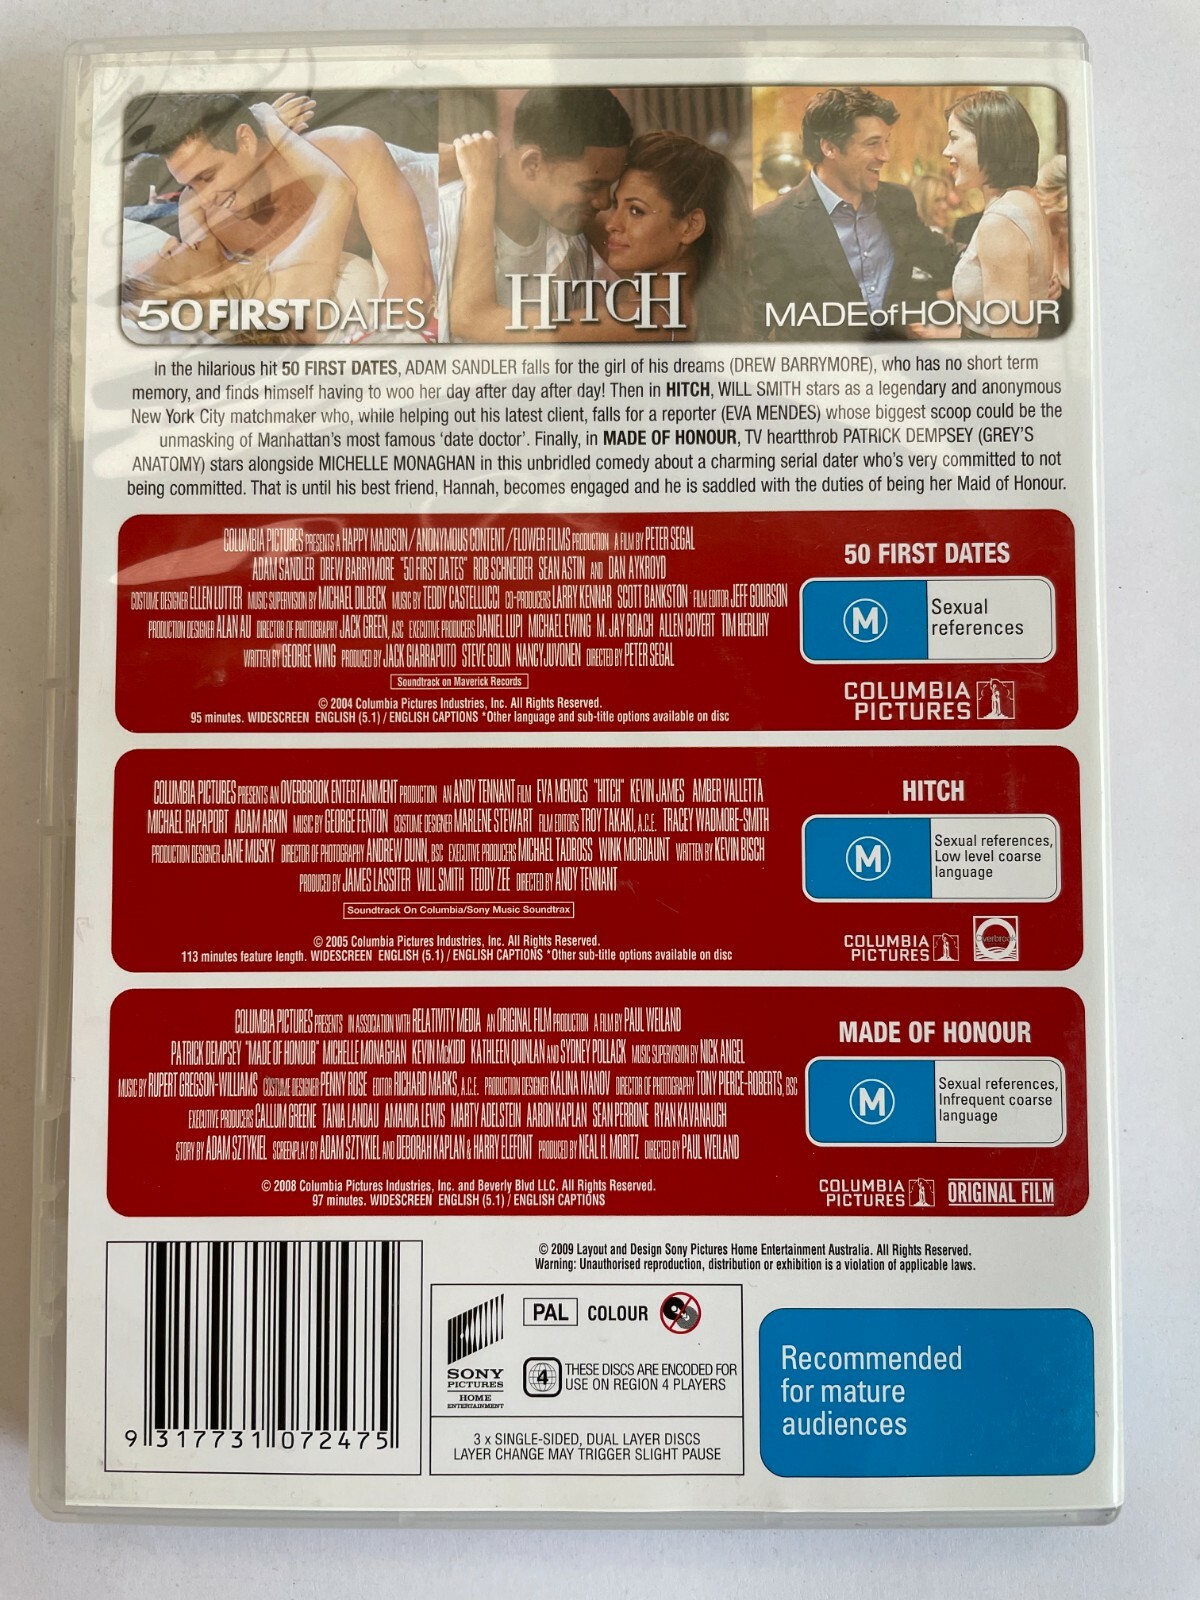 50 FIRST DATES
HITCH
MADE of HONOUR
In the hilarious hit 50 FIRST DATES, ADAM SANDLER falls for the girl of his dreams (DREW BARRYMORE), who has no short term
memory, and finds himself having to woo her day after day after day! Then in HITCH, WILL SMITH stars as a legendary and anonymous
New York City matchmaker who, while helping out his latest client, falls for a reporter (EVA MENDES) whose biggest scoop could be the
unmasking of Manhattan's most famous 'date doctor'. Finally, in MADE OF HONOUR, TV heartthrob PATRICK DEMPSEY (GREY'S
ANATOMY) stars alongside MICHELLE MONAGHAN in this unbridled comedy about a charming serial dater who's very committed to not
being committed. That is until his best friend, Hannah, becomes engaged and he is saddled with the duties of being her Maid of Honour.
COLUMBIA PICTURES PRESENTS A HAPPY MADISON/ANONYMOUS CONTENT/FLOWER FILMS PRODUCTION A FILM BY PETER SEGAL
ADAM SANDLER DREW BARRYMORE "50 FIRST DATES" ROB SCHNEIDER SEAN ASTIN AND DAN AYKROYD
COSTUME DESIGNER ELLEN LUTTER MUSIC SUPERVISION BY MICHAEL DILBECK MUSIC BY TEDDY CASTELLUCCI CO-PRODUCERS LARRY KENNAR SCOTT BANKSTON FILM EDITOR JEFF GOURSON
PRODUCTION DESIGNER ALAN AU DIRECTOR OF PHOTOGRAPHY JACK GREEN, ASC EXECUTIVE PRODUCERS DANIEL LUPI MICHAEL EWING M. JAY ROACH ALLEN COVERT TIM HERLIHY
WRITTEN BY GEORGE WING PRODUCED BY JACK GIARRAPUTO STEVE GOLIN NANCY JUVONEN DIRECTED BY PETER SEGAL
Soundtrack on Maverick Records
© 2004 Columbia Pictures Industries, Inc. All Rights Reserved.
95 minutes. WIDESCREEN ENGLISH (5.1) / ENGLISH CAPTIONS *Other language and sub-title options available on disc
50 FIRST DATES
M
Sexual
references
COLUMBIA
PICTURES
COLUMBIA PICTURES PRESENTS AN OVERBROOK ENTERTAINMENT PRODUCTION AN ANDY TENNANT FILM EVA MENDES "HITCH" KEVIN JAMES AMBER VALLETTA
MICHAEL RAPAPORT ADAM ARKIN MUSIC BY GEORGE FENTON COSTUME DESIGNER MARLENE STEWART FILM EDITORS TROY TAKAKI, A.C.E. TRACEY WADMORE-SMITH
PRODUCTION DESIGNER JANE MUSKY DIRECTOR OF PHOTOGRAPHY ANDREW DUNN, BSC EXECUTIVE PRODUCERS MICHAEL TADROSS WINK MORDAUNT WRITTEN BY KEVIN BISCH
PRODUCED BY JAMES LASSITER WILL SMITH TEDDY ZEE DIRECTED BY ANDY TENNANT
Soundtrack On Columbia/Sony Music Soundtrax
© 2005 Columbia Pictures Industries, Inc. All Rights Reserved.
113 minutes feature length. WIDESCREEN ENGLISH (5.1) / ENGLISH CAPTIONS *Other sub-title options available on disc
HITCH
M
Sexual references,
Low level coarse
language
COLUMBIA
PICTURES
Overbrook
COLUMBIA PICTURES PRESENTS IN ASSOCIATION WITH RELATIVITY MEDIA AN ORIGINAL FILM PRODUCTION A FILM BY PAUL WEILAND
PATRICK DEMPSEY "MADE OF HONOUR" MICHELLE MONAGHAN KEVIN McKIDD KATHLEEN QUINLAN AND SYDNEY POLLACK MUSIC SUPERVISION BY NICK ANGEL
MUSIC BY RUPERT GREGSON-WILLIAMS COSTUME DESIGNER PENNY ROSE EDITOR RICHARD MARKS, A.C.E. PRODUCTION DESIGNER KALINA IVANOV DIRECTOR OF PHOTOGRAPHY TONY PIERCE-ROBERTS, BSC
EXECUTIVE PRODUCERS CALLUM GREENE TANIA LANDAU AMANDA LEWIS MARTY ADELSTEIN AARON KAPLAN SEAN PERRONE RYAN KAVANAUGH
STORY BY ADAM SZTYKIEL SCREENPLAY BY ADAM SZTYKIEL AND DEBORAH KAPLAN & HARRY ELFONT PRODUCED BY NEAL H. MORITZ DIRECTED BY PAUL WEILAND
© 2008 Columbia Pictures Industries, Inc. and Beverly Blvd LLC. All Rights Reserved.
97 minutes. WIDESCREEN ENGLISH (5.1) / ENGLISH CAPTIONS
MADE OF HONOUR
M
Sexual references,
Infrequent coarse
language
COLUMBIA
PICTURES
ORIGINAL FILM
© 2009 Layout and Design Sony Pictures Home Entertainment Australia. All Rights Reserved.
Warning: Unauthorised reproduction, distribution or exhibition is a violation of applicable laws.
9 317731 072475
SONY
PICTURES
HOME
ENTERTAINMENT
PAL COLOUR
4
THESE DISCS ARE ENCODED FOR
USE ON REGION 4 PLAYERS
3 x SINGLE-SIDED, DUAL LAYER DISCS
LAYER CHANGE MAY TRIGGER SLIGHT PAUSE
Recommended
for mature
audiences